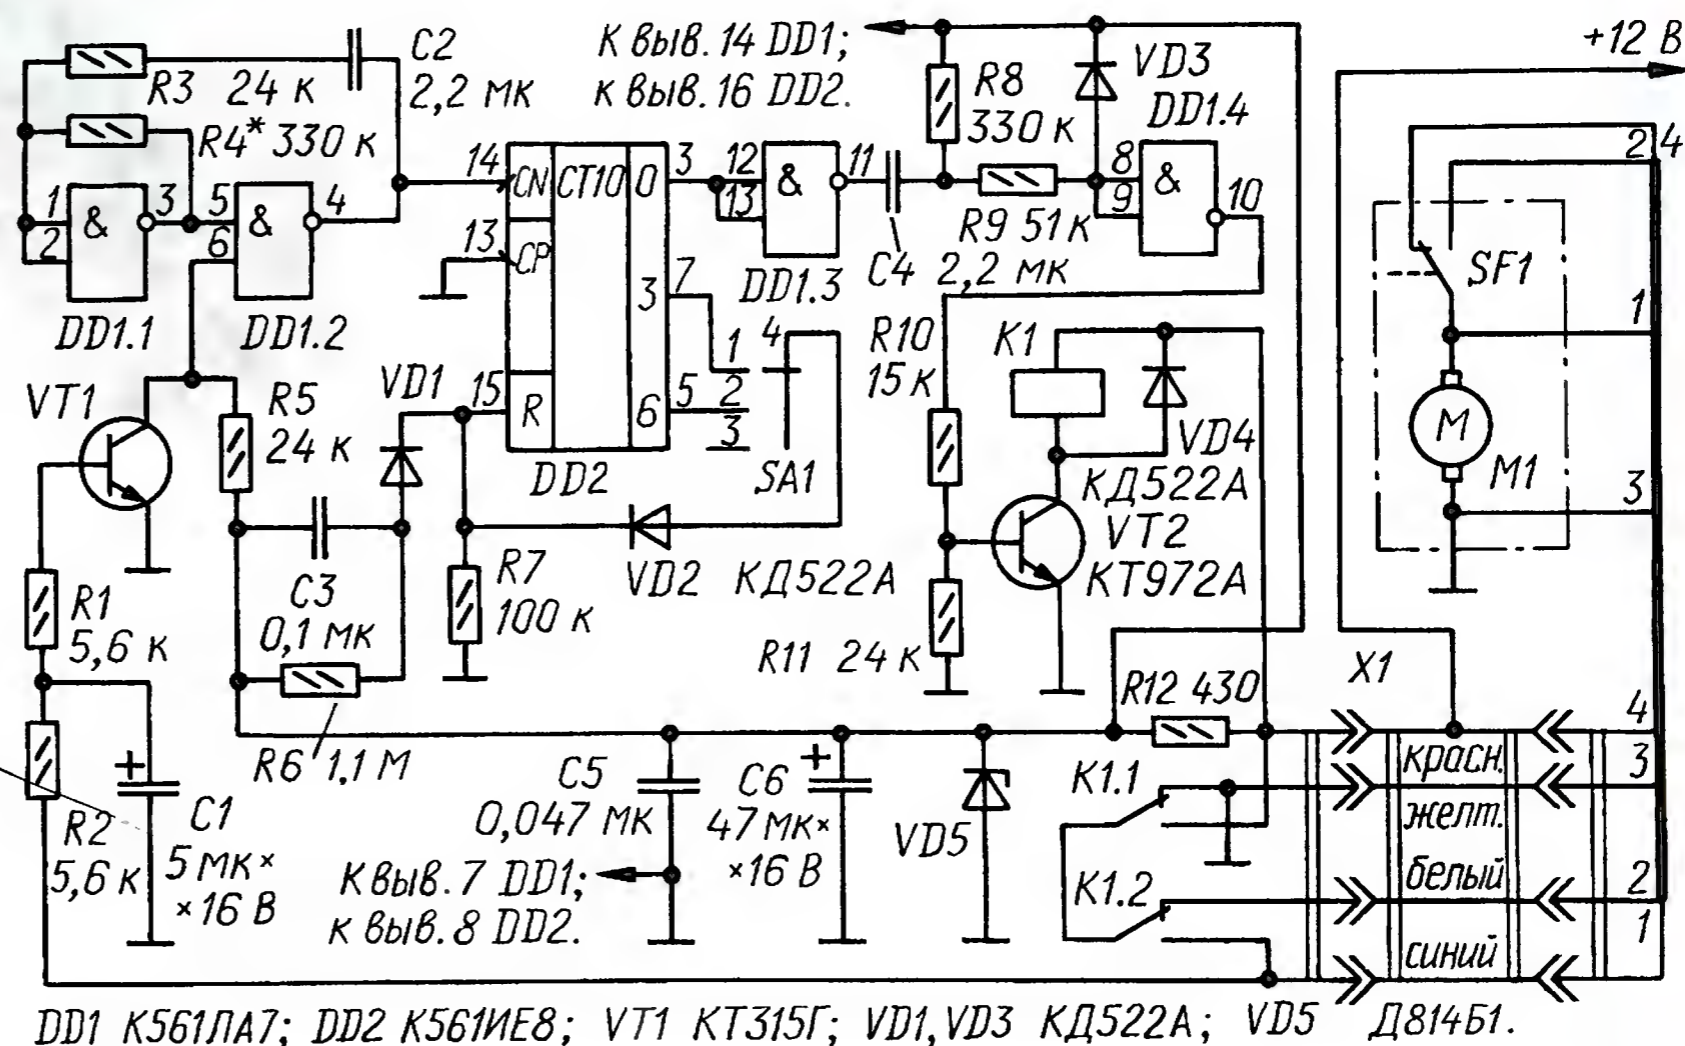 C2
2,2 мк
R3 24 к
R4* 330 к
К выв. 14 DD1;
к выв. 16 DD2.
R8
330 к
VD3
DD1.4
+12 В
1
2
&
3
DD1.1
5
6
&
4
DD1.2
14
CN
CT10
0
3
13
CP
3
7
15
R
6
5
DD2
12
13
&
11
DD1.3
C4 2,2 мк
R9 51 к
8
9
&
10
2
4
SF1
1
M
M1
3
VT1
R5
24 к
VD1
1
2
3
4
SA1
R10
15 к
K1
VD4
КД522А
VT2
КТ972А
R1
5,6 к
C3
0,1 мк
R7
100 к
VD2 КД522А
R11 24 к
R6 1,1 М
R12 430
X1
R2
5,6 к
C1
5 мк×
×16 В
C5
0,047 мк
К выв. 7 DD1;
к выв. 8 DD2.
+
C6
47 мк×
×16 В
+
VD5
K1.1
K1.2
красн.
4
желт.
3
белый
2
синий
1
DD1 К561ЛА7; DD2 К561ИЕ8; VT1 КТ315Г; VD1,VD3 КД522А; VD5 Д814Б1.